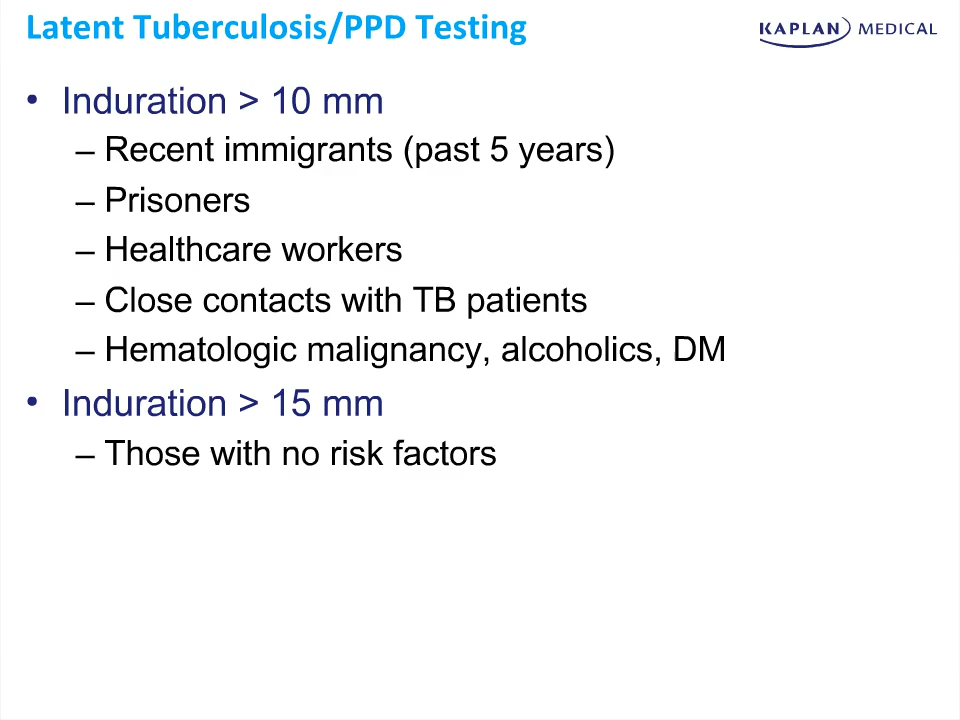 Latent Tuberculosis/PPD Testing
KAPLAN MEDICAL
• Induration > 10 mm
– Recent immigrants (past 5 years)
– Prisoners
– Healthcare workers
– Close contacts with TB patients
– Hematologic malignancy, alcoholics, DM
• Induration > 15 mm
– Those with no risk factors